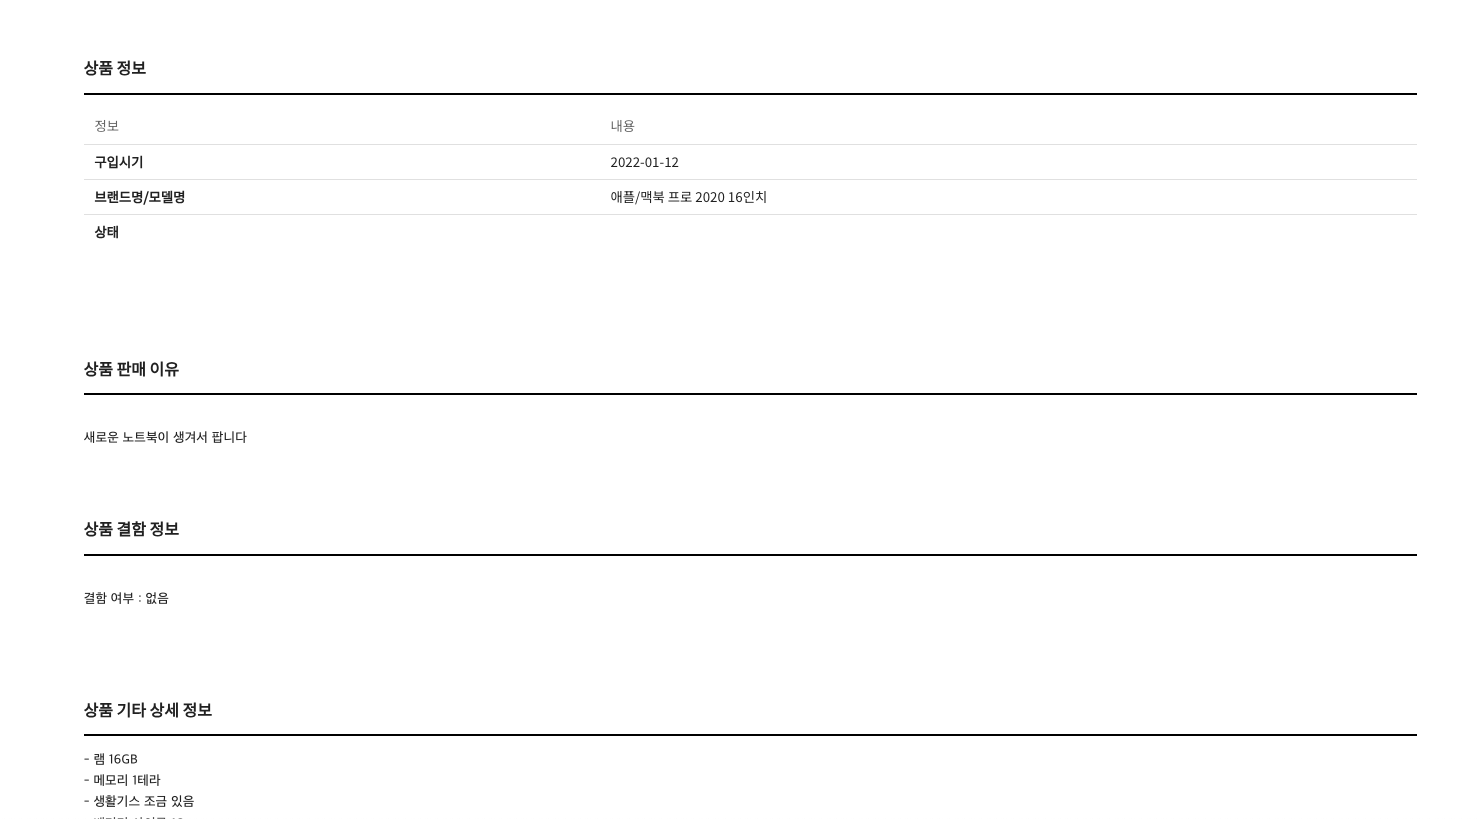 상품 정보
정보 내용
구입시기 2022-01-12
브랜드명/모델명 애플/맥북 프로 2020 16인치
상태
상품 판매 이유
새로운 노트북이 생겨서 팝니다
상품 결함 정보
결함 여부 : 없음
상품 기타 상세 정보
- 램 16GB
- 메모리 1테라
- 생활기스 조금 있음